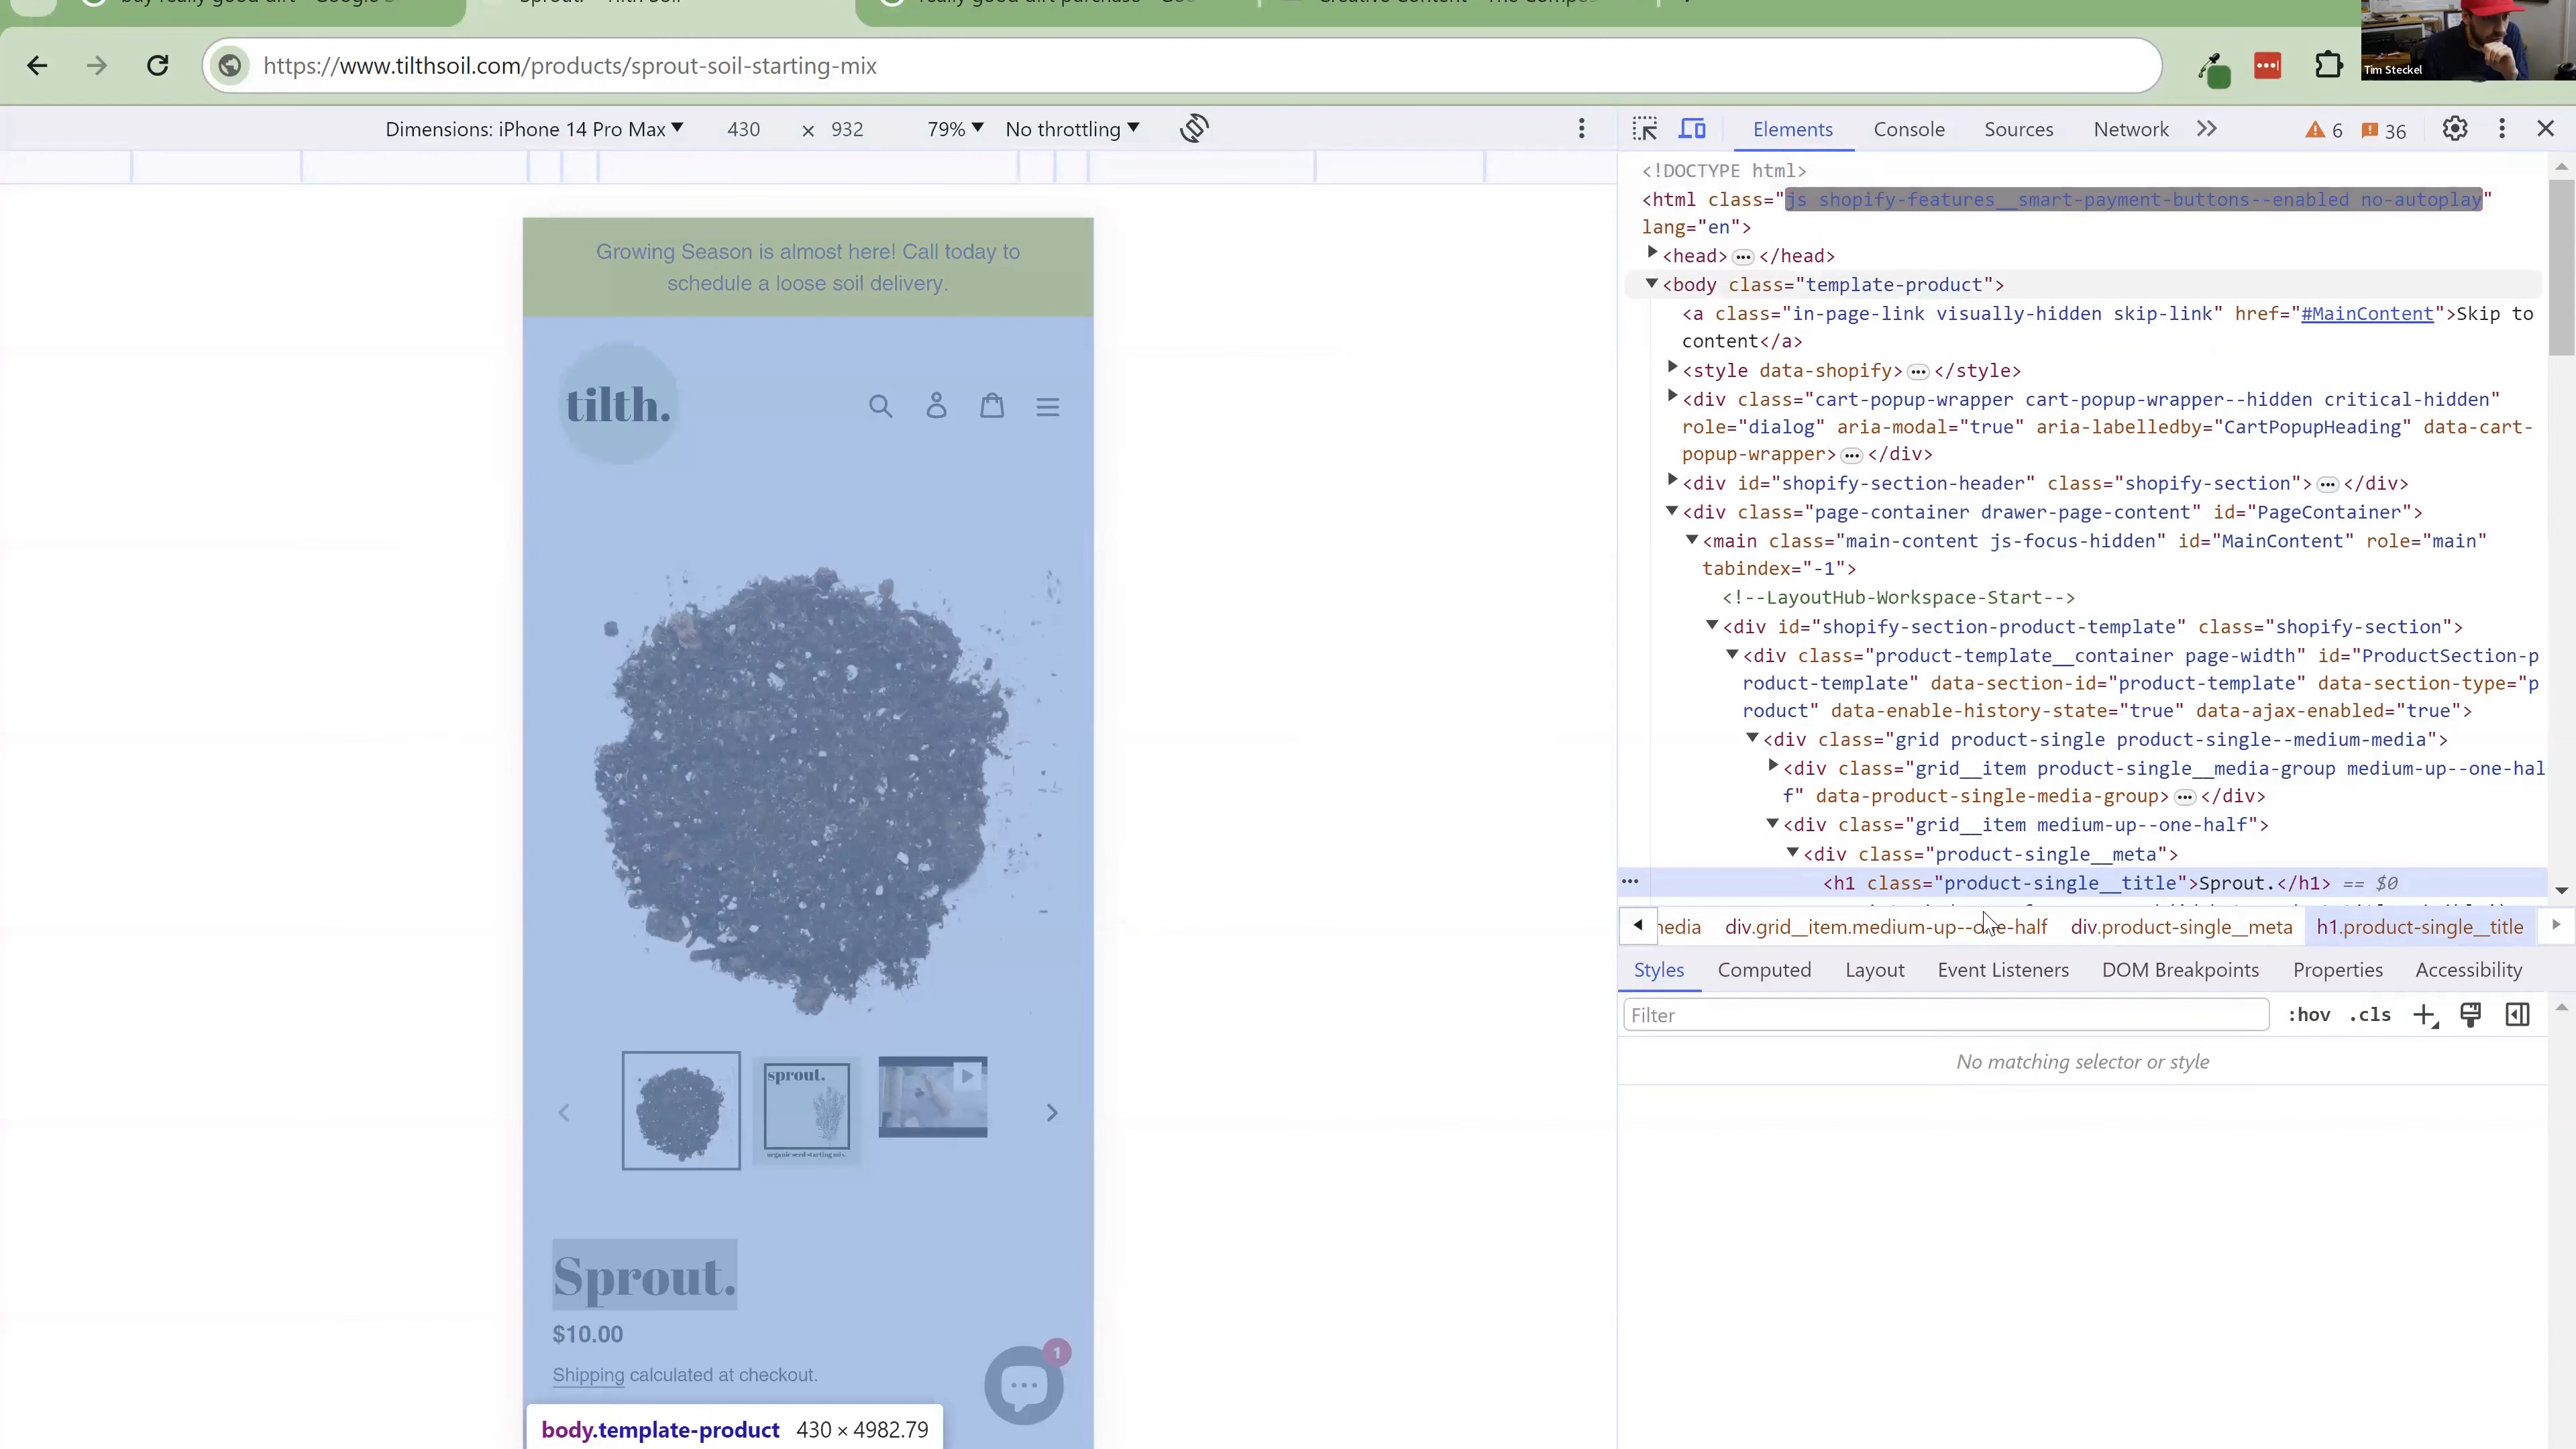 https://www.tilthsoil.com/products/sprout-soil-starting-mix
Tim Steckel
Dimensions: iPhone 14 Pro Max 430 × 932 79% No throttling
Elements Console Sources Network 6 36
Growing Season is almost here! Call today to
schedule a loose soil delivery.
tilth.
sprout.
organic seed starting mix.
Sprout.
$10.00
Shipping calculated at checkout.
1
body.template-product 430 × 4982.79
<!DOCTYPE html>
<html class="js shopify-features__smart-payment-buttons--enabled no-autoplay"
lang="en">
<head> </head>
<body class="template-product">
<a class="in-page-link visually-hidden skip-link" href="#MainContent">Skip to
content</a>
<style data-shopify> </style>
<div class="cart-popup-wrapper cart-popup-wrapper--hidden critical-hidden"
role="dialog" aria-modal="true" aria-labelledby="CartPopupHeading" data-cart-
popup-wrapper> </div>
<div id="shopify-section-header" class="shopify-section"> </div>
<div class="page-container drawer-page-content" id="PageContainer">
<main class="main-content js-focus-hidden" id="MainContent" role="main"
tabindex="-1">
<!--LayoutHub-Workspace-Start-->
<div id="shopify-section-product-template" class="shopify-section">
<div class="product-template__container page-width" id="ProductSection-p
roduct-template" data-section-id="product-template" data-section-type="p
roduct" data-enable-history-state="true" data-ajax-enabled="true">
<div class="grid product-single product-single--medium-media">
<div class="grid__item product-single__media-group medium-up--one-hal
f" data-product-single-media-group> </div>
<div class="grid__item medium-up--one-half">
<div class="product-single__meta">
<h1 class="product-single__title">Sprout.</h1> == $0
div.grid__item.medium-up--one-half div.product-single__meta h1.product-single__title
Styles Computed Layout Event Listeners DOM Breakpoints Properties Accessibility
Filter :hov .cls
No matching selector or style